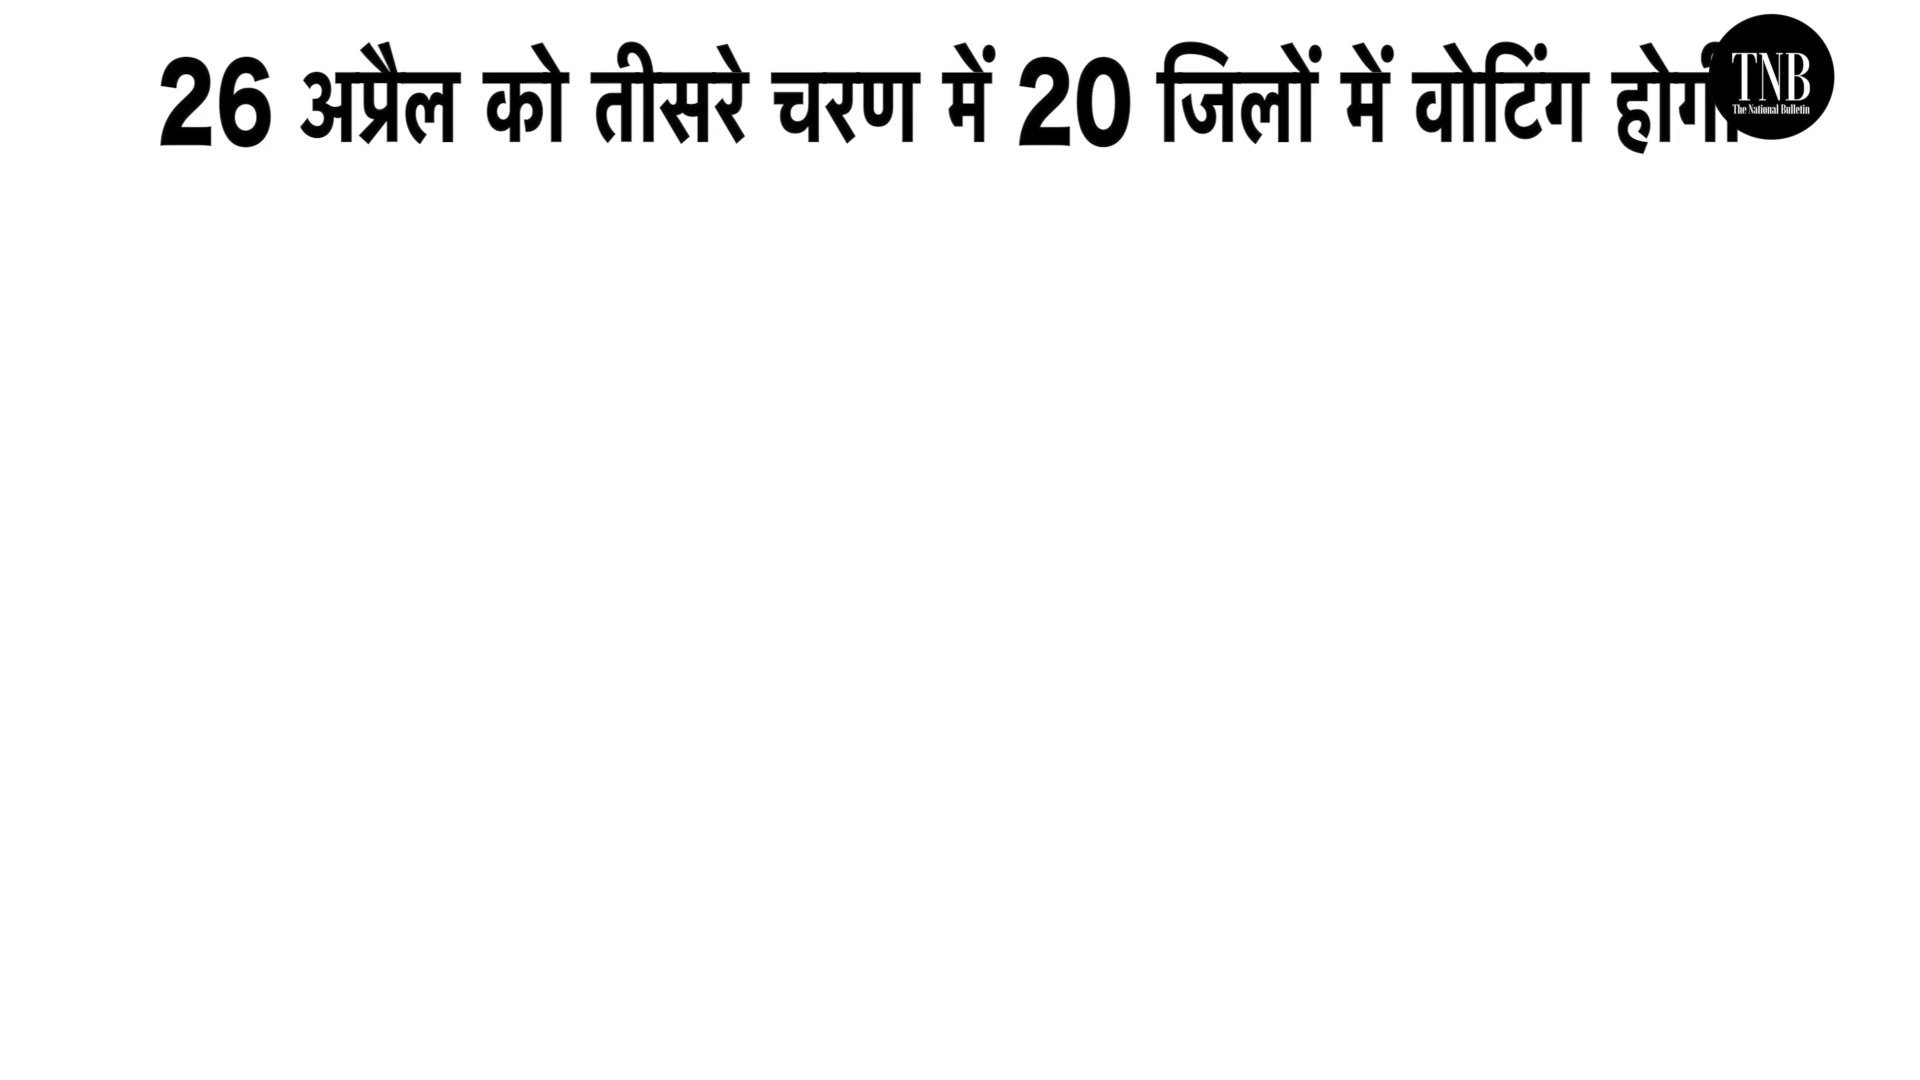 26 अप्रैल को तीसरे चरण में 20 जिलों में वोटिंग होगी
TNB
The National Bulletin